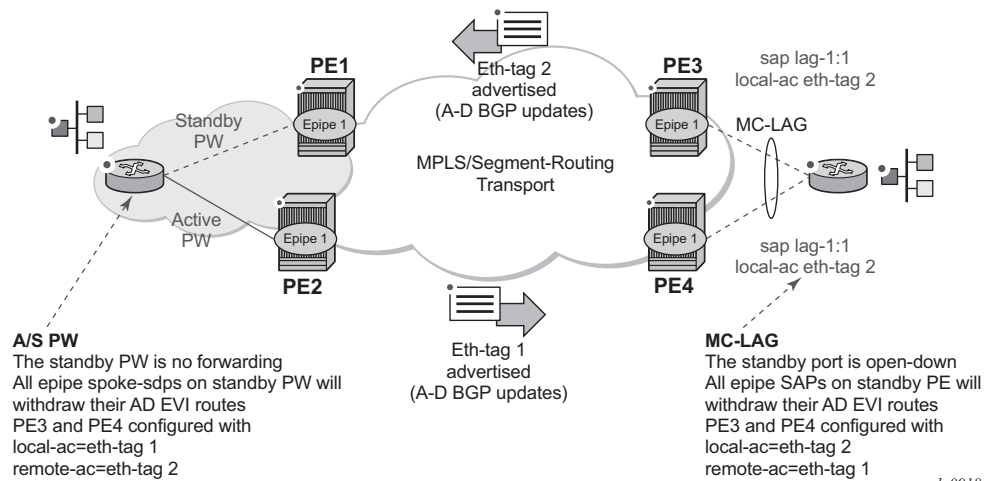 Eth-tag 2
advertised
(A-D BGP updates)
PE1
PE3
sap lag-1:1
local-ac eth-tag 2
Standby
PW
Epipe 1
Epipe 1
MC-LAG
MPLS/Segment-Routing
Transport
Active
PW
Epipe 1
Epipe 1
PE2
PE4
sap lag-1:1
local-ac eth-tag 2
Eth-tag 1
advertised
(A-D BGP updates)
A/S PW
The standby PW is no forwarding
All epipe spoke-sdps on standby PW will
withdraw their AD EVI routes
PE3 and PE4 configured with
local-ac=eth-tag 1
remote-ac=eth-tag 2
MC-LAG
The standby port is open-down
All epipe SAPs on standby PE will
withdraw their AD EVI routes
PE3 and PE4 configured with
local-ac=eth-tag 2
remote-ac=eth-tag 1